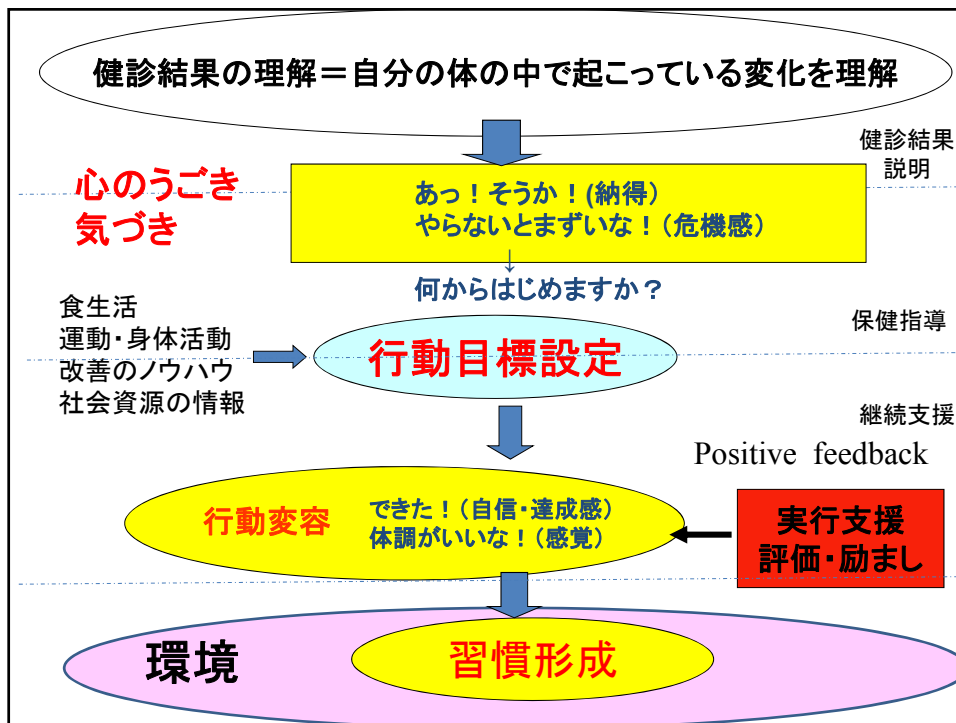 健診結果の理解＝自分の体の中で起こっている変化を理解
健診結果
説明
心のうごき
気づき
あっ！そうか！(納得）
やらないとまずいな！（危機感）
↓
何からはじめますか？
食生活
運動・身体活動
改善のノウハウ
社会資源の情報
保健指導
行動目標設定
継続支援
Positive feedback
行動変容
できた！（自信・達成感）
体調がいいな！（感覚）
実行支援
評価・励まし
環境
習慣形成